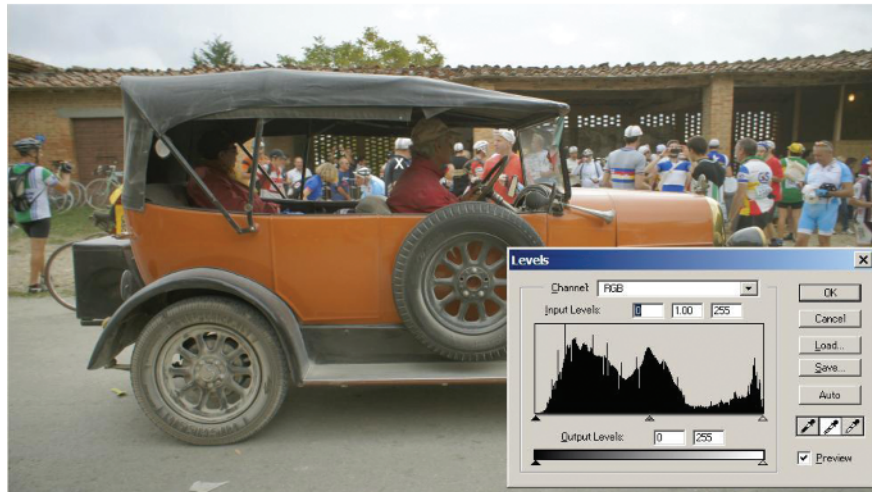 X
GS
Levels
Channel: RGB
Input Levels: 0 1.00 255
OK
Cancel
Load...
Save...
Auto
Output Levels: 0 255
Preview